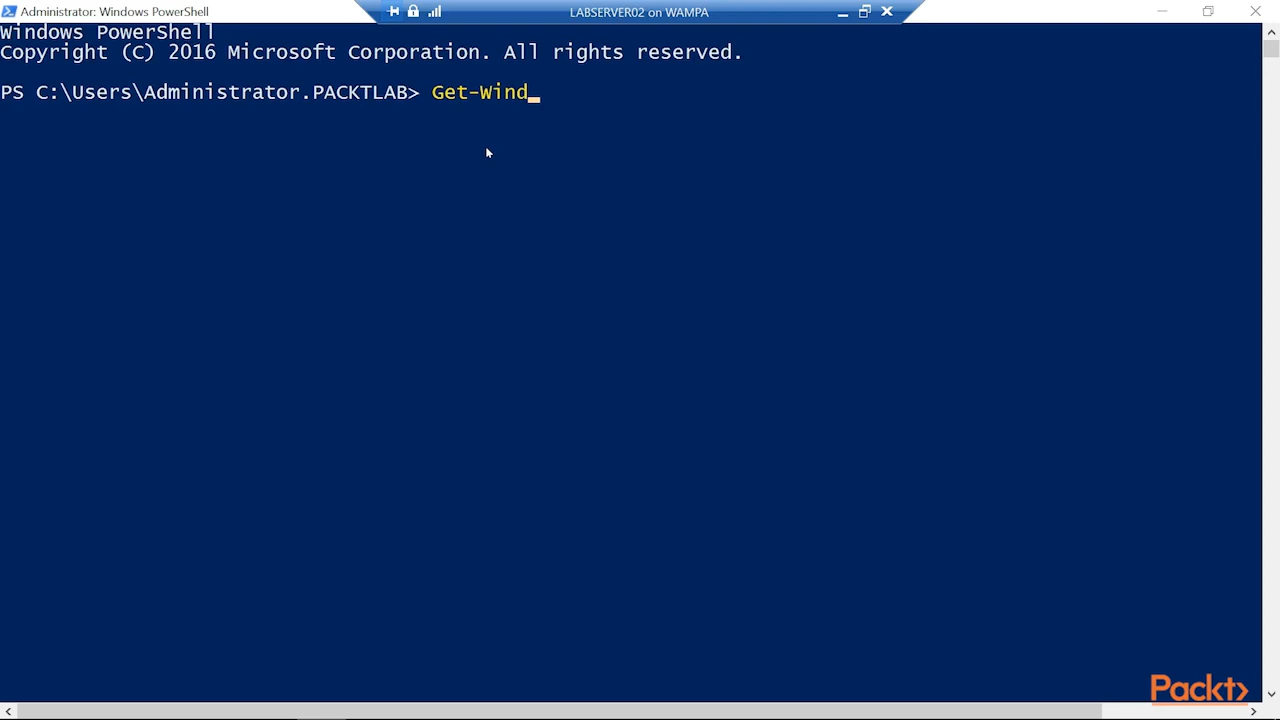 Administrator: Windows PowerShell
LABSERVER02 on WAMPA
Windows PowerShell
Copyright (C) 2016 Microsoft Corporation. All rights reserved.
PS C:\Users\Administrator.PACKTLAB> Get-Wind_
Packt>